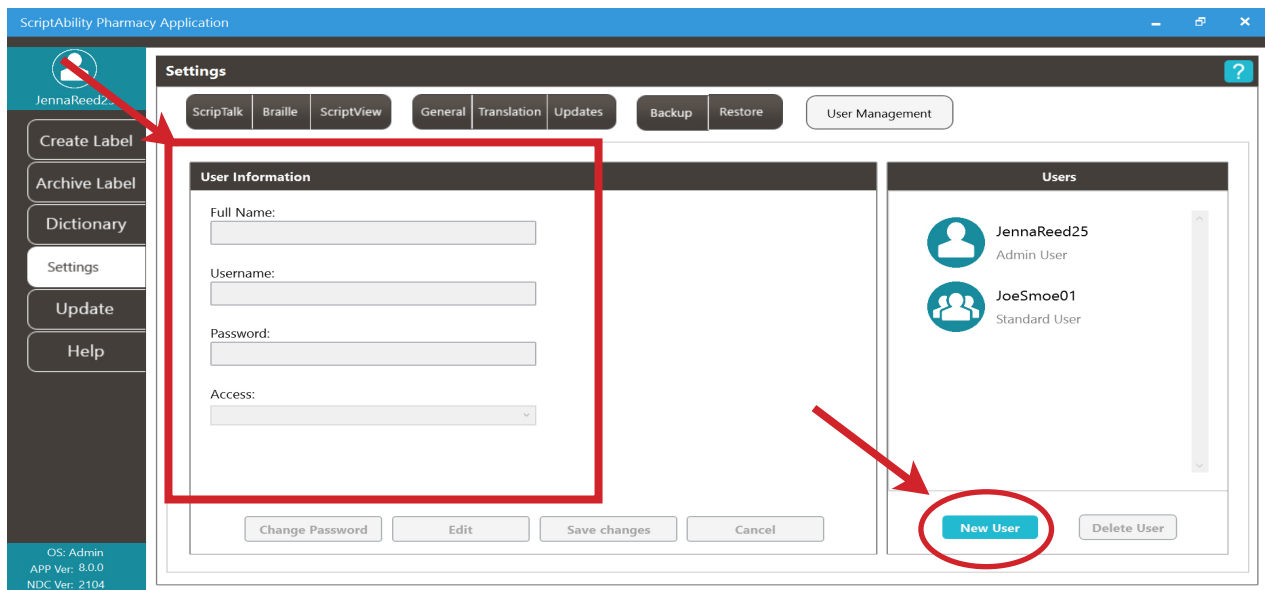 ScriptAbility Pharmacy Application
JennaReed25
Create Label
Archive Label
Dictionary
Settings
Update
Help
OS: Admin
APP Ver: 8.0.0
NDC Ver: 2104
Settings
?
ScripTalk Braille ScriptView General Translation Updates Backup Restore User Management
User Information
Full Name:
Username:
Password:
Access:
Change Password Edit Save changes Cancel
Users
JennaReed25
Admin User
JoeSmoe01
Standard User
New User Delete User